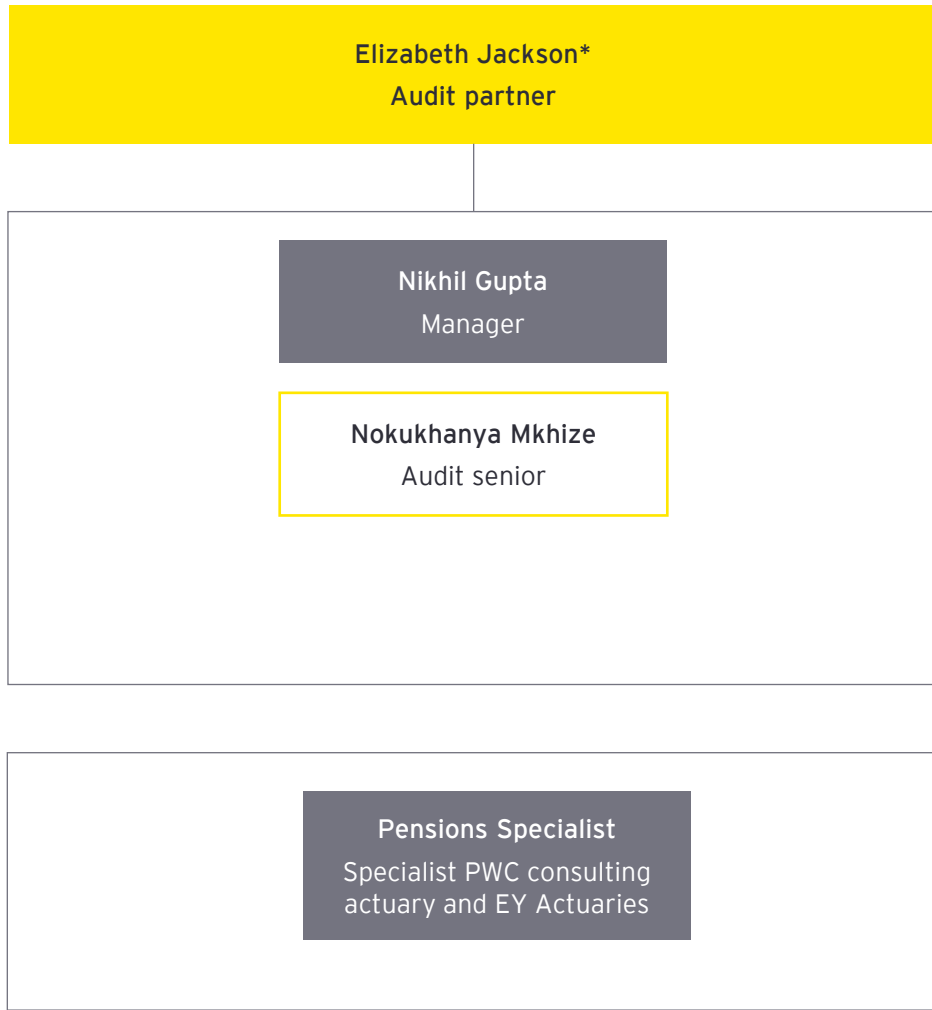 Elizabeth Jackson*
Audit partner
Nikhil Gupta
Manager
Nokukhanya Mkhize
Audit senior
Pensions Specialist
Specialist PWC consulting
actuary and EY Actuaries